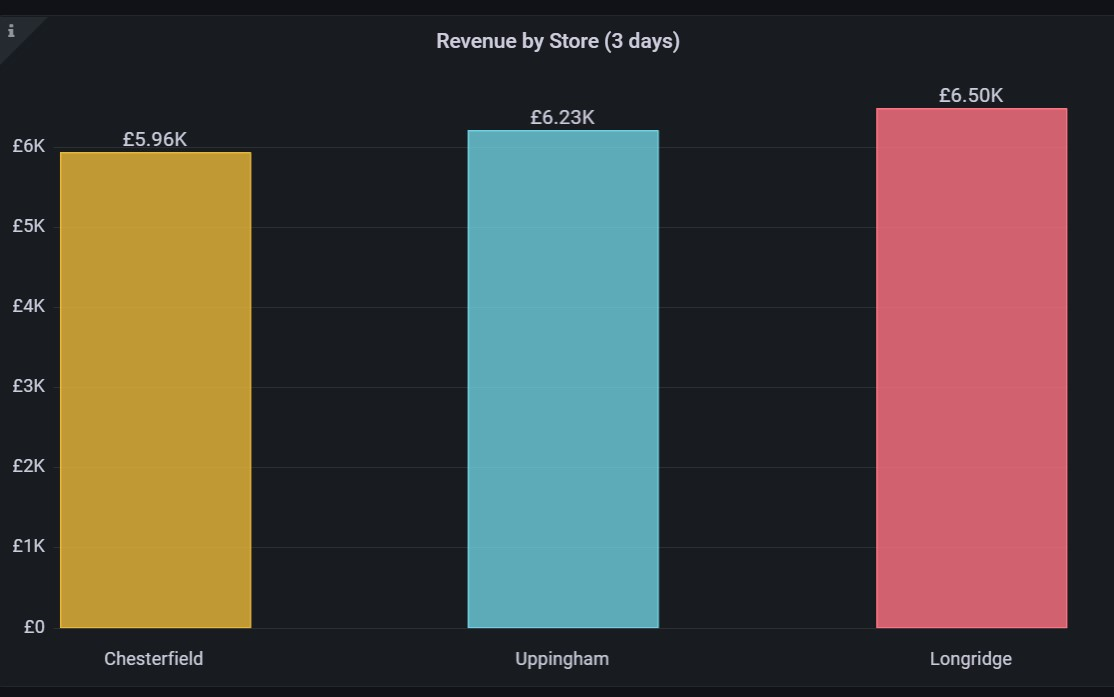 i
Revenue by Store (3 days)
£6.50K
£6.23K
£5.96K
£6K
£5K
£4K
£3K
£2K
£1K
£0
Chesterfield
Uppingham
Longridge